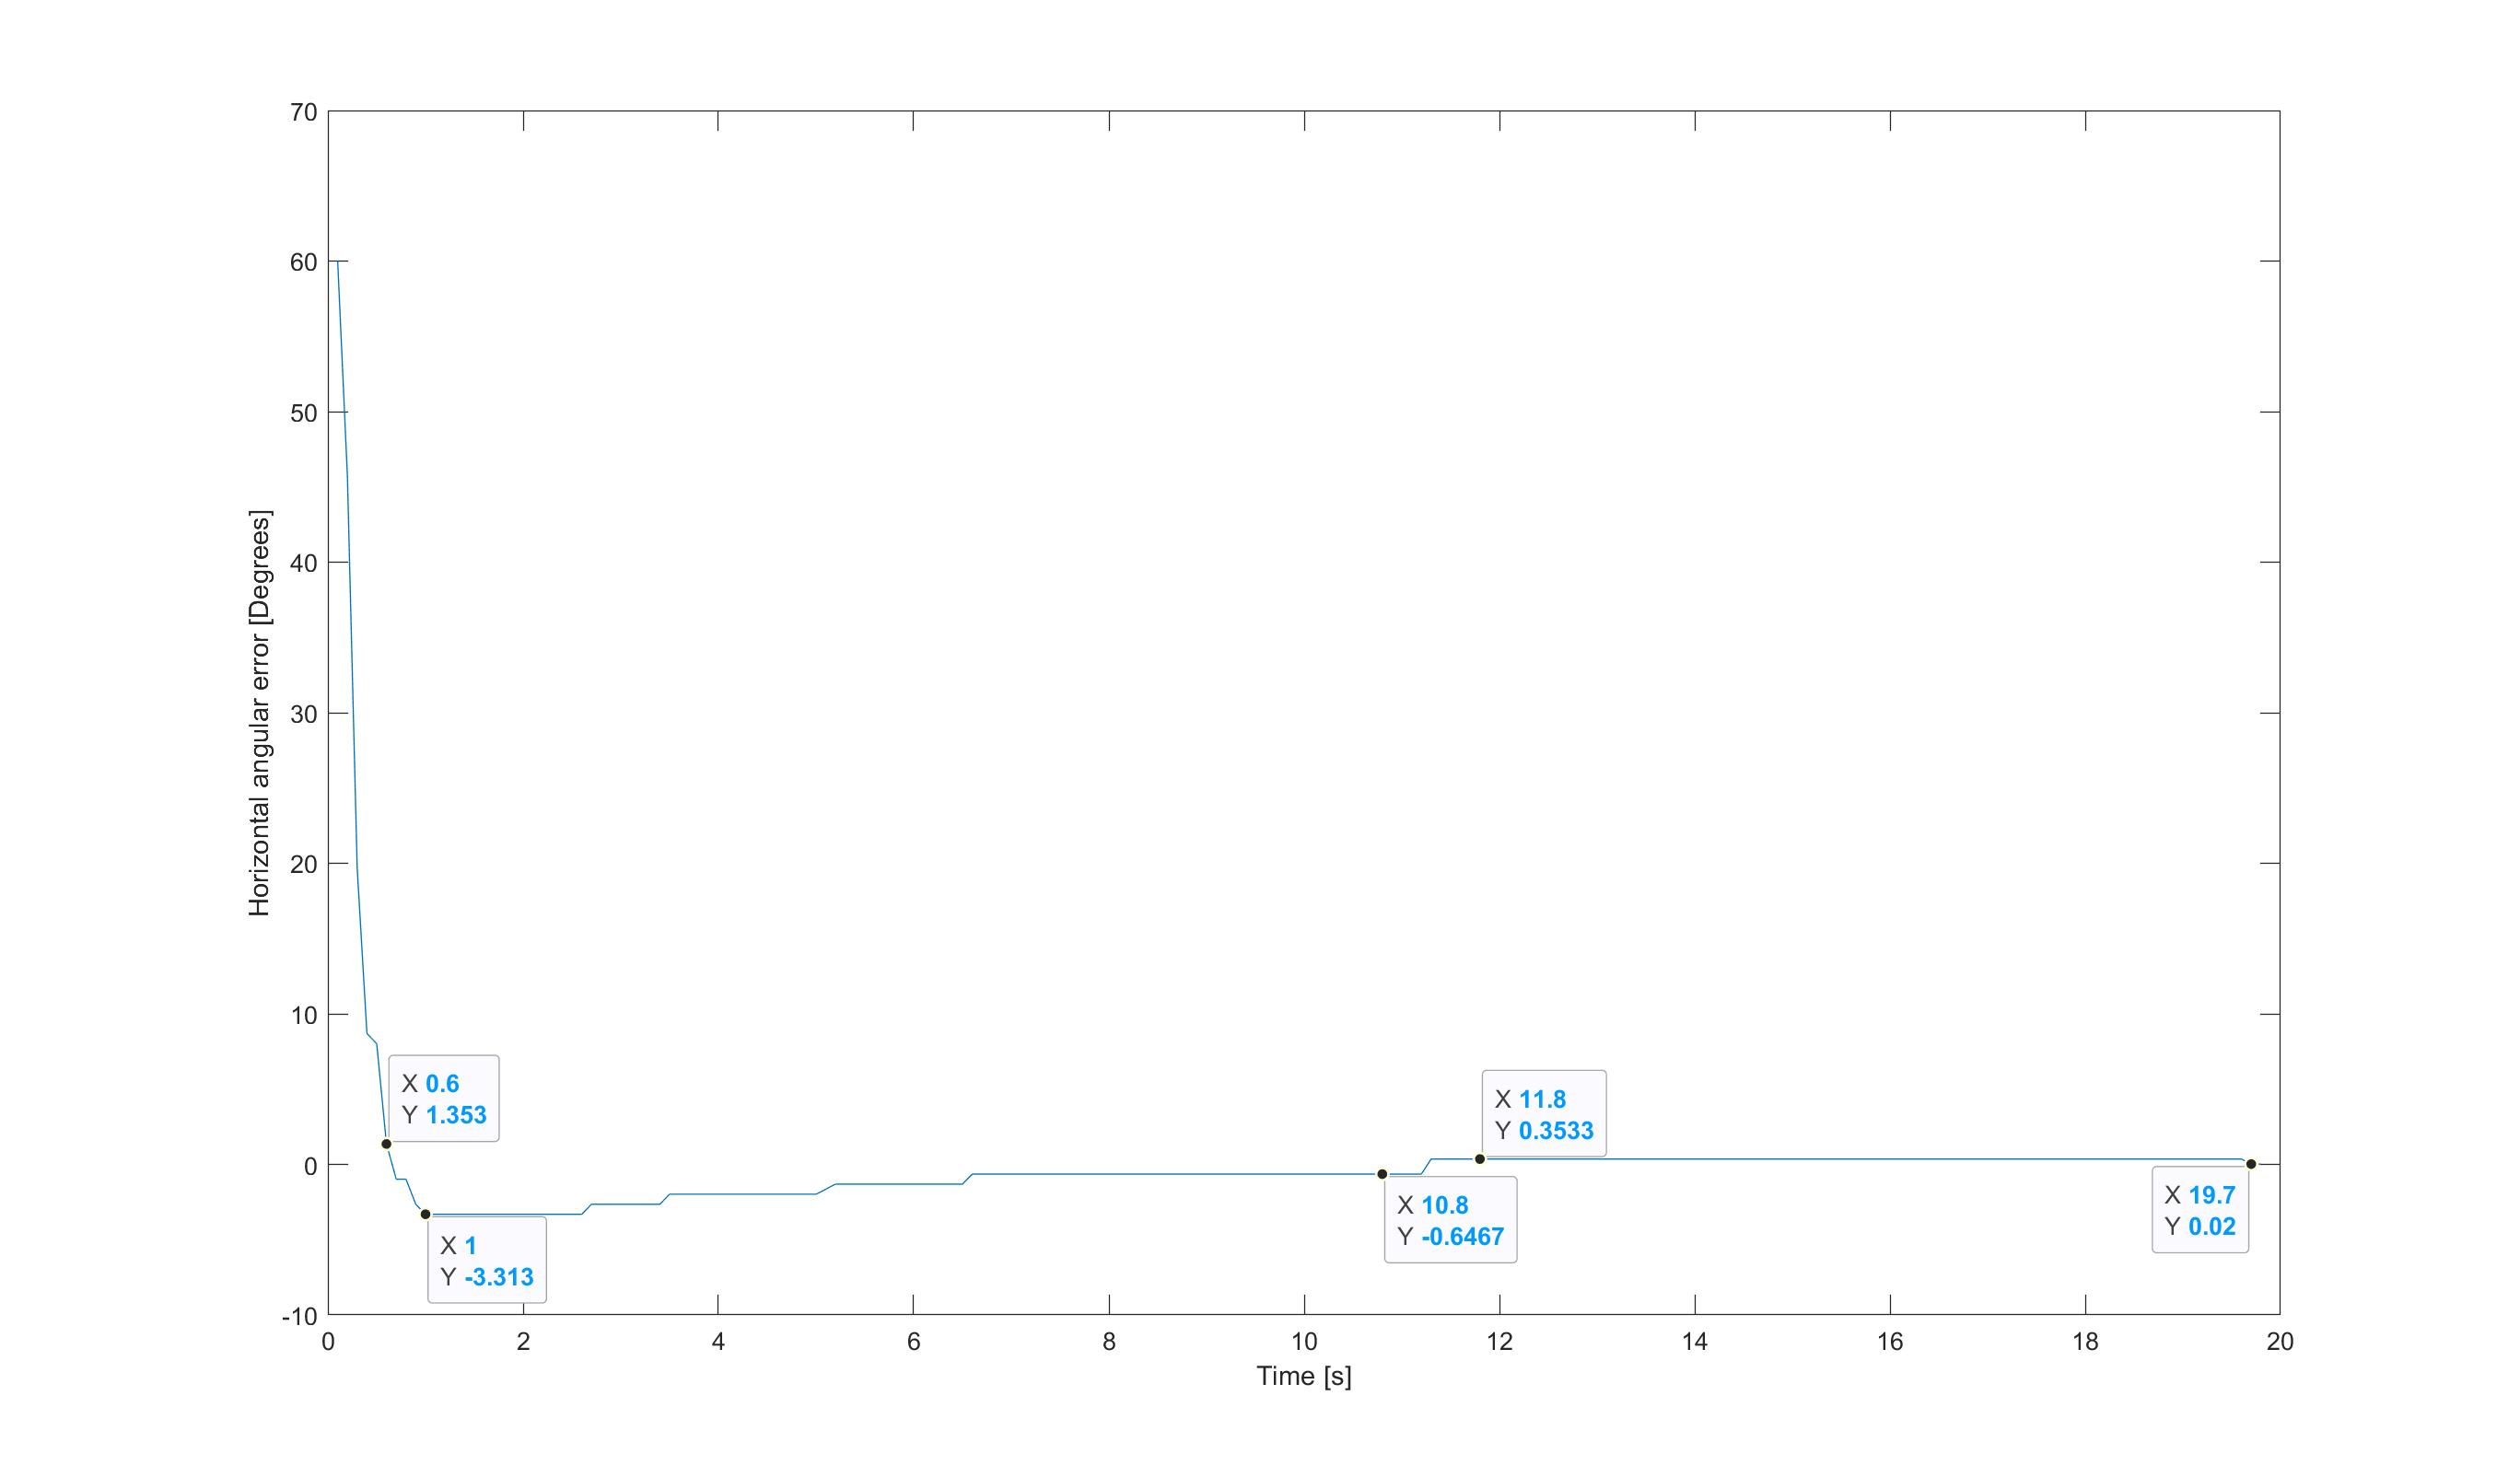 70
60
50
40
30
20
10
0
-10
Horizontal angular error [Degrees]
X 0.6
Y 1.353
X 1
Y -3.313
X 10.8
Y -0.6467
X 11.8
Y 0.3533
X 19.7
Y 0.02
0 2 4 6 8 10 12 14 16 18 20
Time [s]